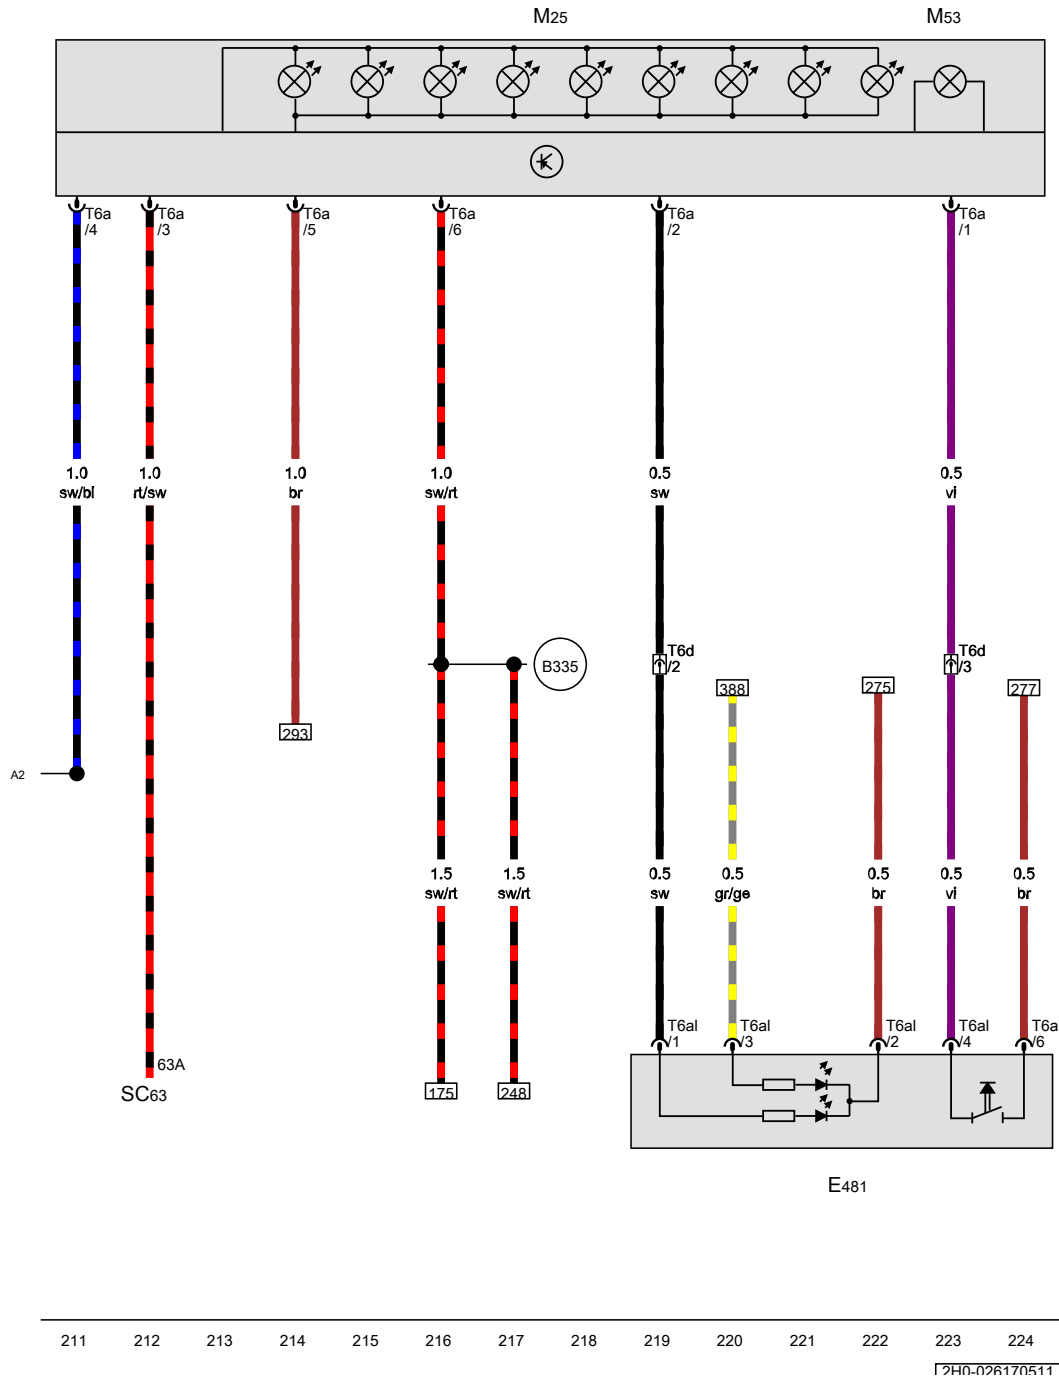 M25 M53
T6a T6a T6a T6a T6a T6a
/4 /3 /5 /6 /2 /1
1.0 1.0 1.0 1.0 0.5 0.5
sw/bl rt/sw br sw/rt sw vi
T6d T6d
B335 /2 /3
388 275 277
293
A2
1.5 1.5 0.5 0.5 0.5 0.5 0.5
sw/rt sw/rt sw gr/ge br vi br
T6al T6al T6al T6al T6a
/1 /3 /2 /4 /6
63A
SC63 175 248
E481
211 212 213 214 215 216 217 218 219 220 221 222 223 224
2H0-026170511